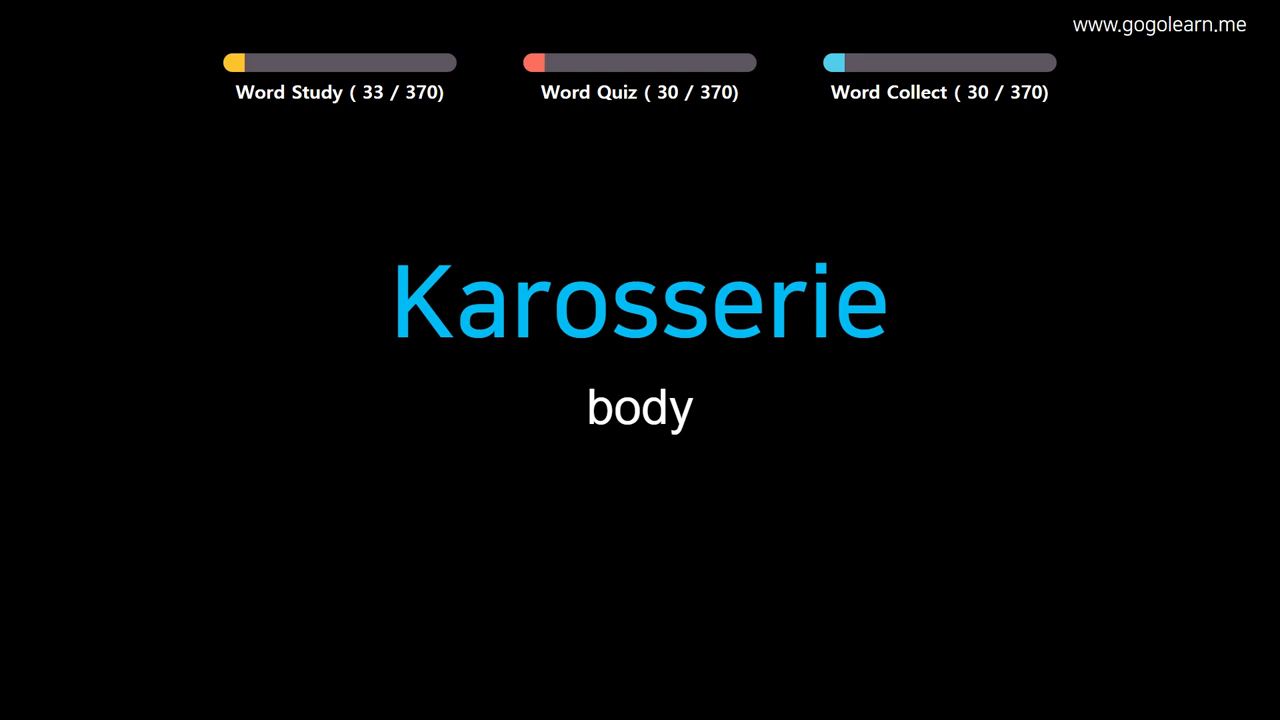 www.gogolearn.me
Word Study ( 33 / 370)
Word Quiz ( 30 / 370)
Word Collect ( 30 / 370)
Karosserie
body